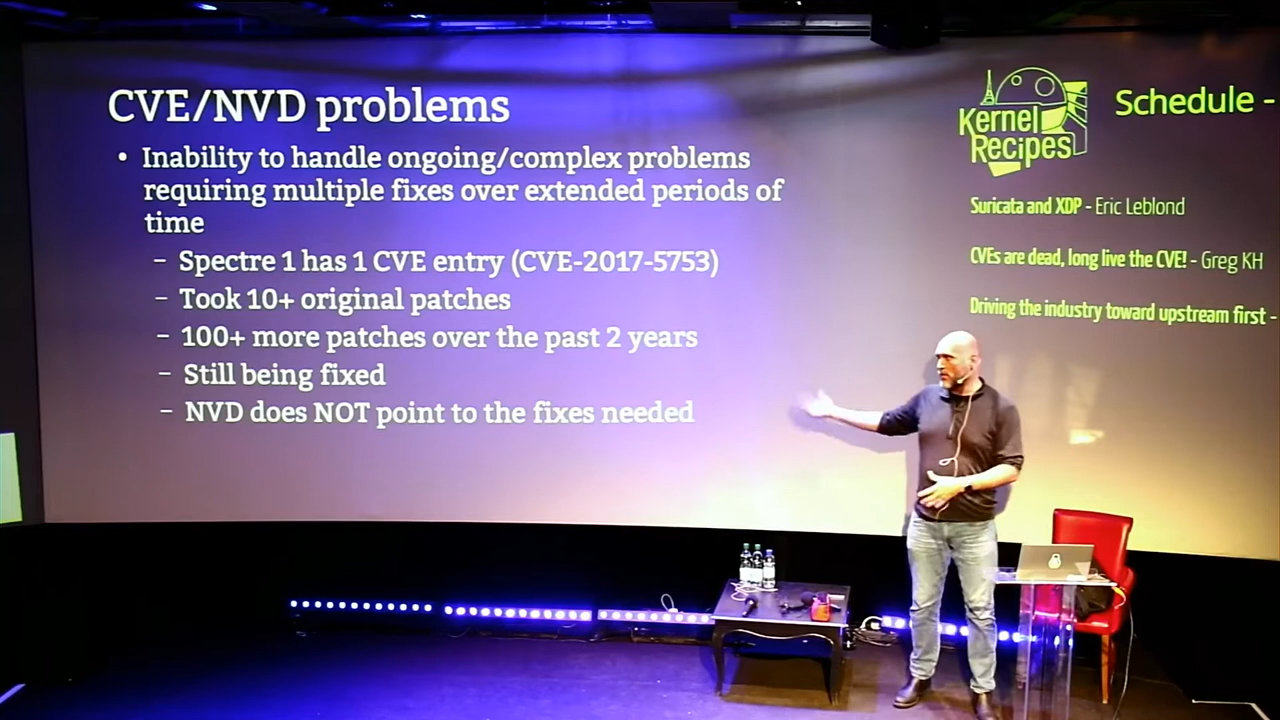 CVE/NVD problems
• Inability to handle ongoing/complex problems
requiring multiple fixes over extended periods of
time
– Spectre 1 has 1 CVE entry (CVE-2017-5753)
– Took 10+ original patches
– 100+ more patches over the past 2 years
– Still being fixed
– NVD does NOT point to the fixes needed
Kernel
Recipes
Schedule -
Suricata and XDP - Eric Leblond
CVEs are dead, long live the CVE! - Greg KH
Driving the industry toward upstream first -